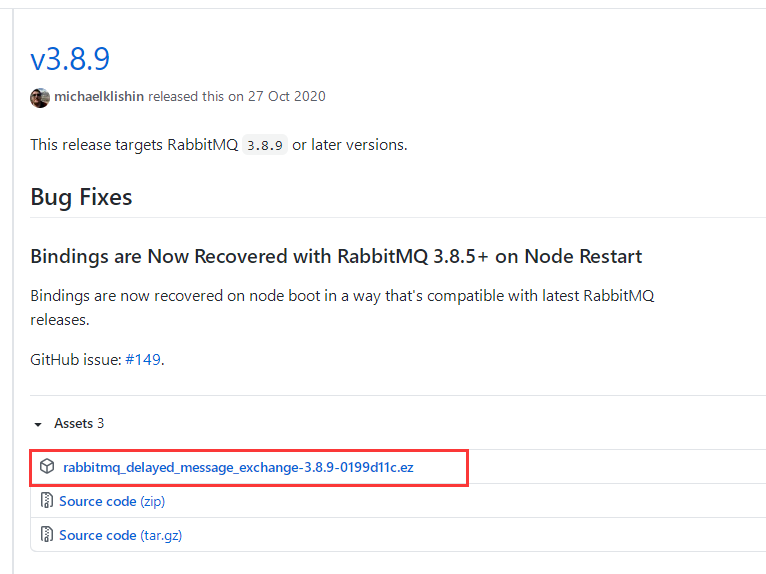 v3.8.9
michaelklishin released this on 27 Oct 2020
This release targets RabbitMQ 3.8.9 or later versions.
Bug Fixes
Bindings are Now Recovered with RabbitMQ 3.8.5+ on Node Restart
Bindings are now recovered on node boot in a way that's compatible with latest RabbitMQ
releases.
GitHub issue: #149.
Assets 3
rabbitmq_delayed_message_exchange-3.8.9-0199d11c.ez
Source code (zip)
Source code (tar.gz)